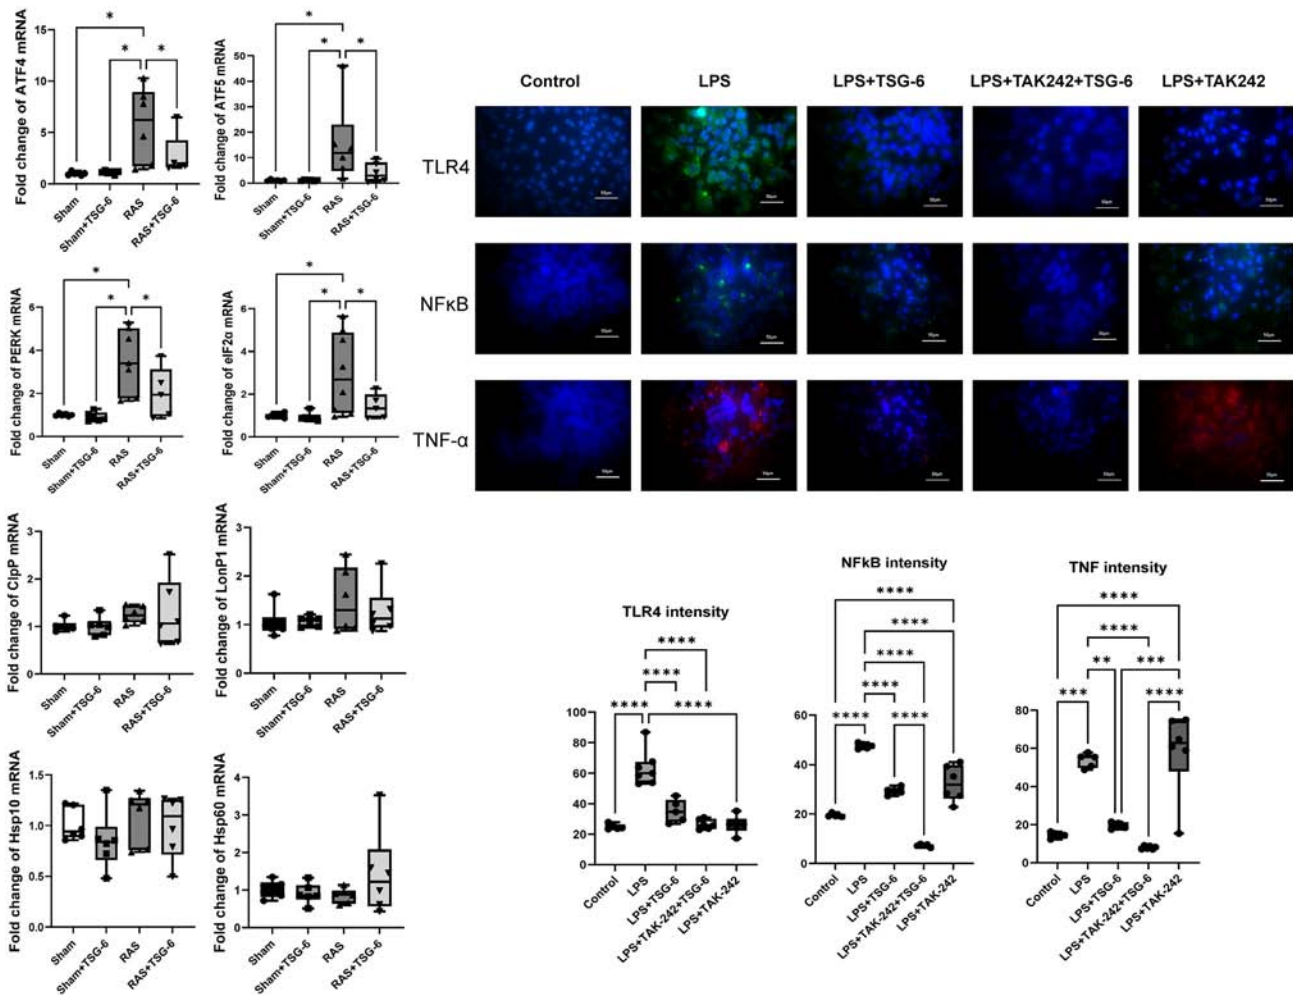 Fold change of ATF4 mRNA
15
10
5
0
*
*
*
Sham
Sham+TSG-6
RAS
RAS+TSG-6
Fold change of ATF5 mRNA
50
40
30
20
10
0
*
*
*
Sham
Sham+TSG-6
RAS
RAS+TSG-6
Fold change of PERK mRNA
6
4
2
0
*
*
*
Sham
Sham+TSG-6
RAS
RAS+TSG-6
Fold change of eIF2α mRNA
6
4
2
0
*
*
*
Sham
Sham+TSG-6
RAS
RAS+TSG-6
Fold change of ClpP mRNA
3
2
1
0
Sham
Sham+TSG-6
RAS
RAS+TSG-6
Fold change of LonP1 mRNA
3
2
1
0
Sham
Sham+TSG-6
RAS
RAS+TSG-6
Fold change of Hsp10 mRNA
1.5
1.0
0.5
0.0
Sham
Sham+TSG-6
RAS
RAS+TSG-6
Fold change of Hsp60 mRNA
4
3
2
1
0
Sham
Sham+TSG-6
RAS
RAS+TSG-6
Control LPS LPS+TSG-6 LPS+TAK242+TSG-6 LPS+TAK242
TLR4
NFκB
TNF-α
TLR4 intensity
100
80
60
40
20
0
****
****
**** ****
Control
LPS
LPS+TSG-6
LPS+TAK-242+TSG-6
LPS+TAK-242
NFkB intensity
60
40
20
0
****
****
****
****
**** ****
Control
LPS
LPS+TSG-6
LPS+TAK-242+TSG-6
LPS+TAK-242
TNF intensity
80
60
40
20
0
****
****
** ***
*** ****
Control
LPS
LPS+TSG-6
LPS+TAK-242+TSG-6
LPS+TAK-242